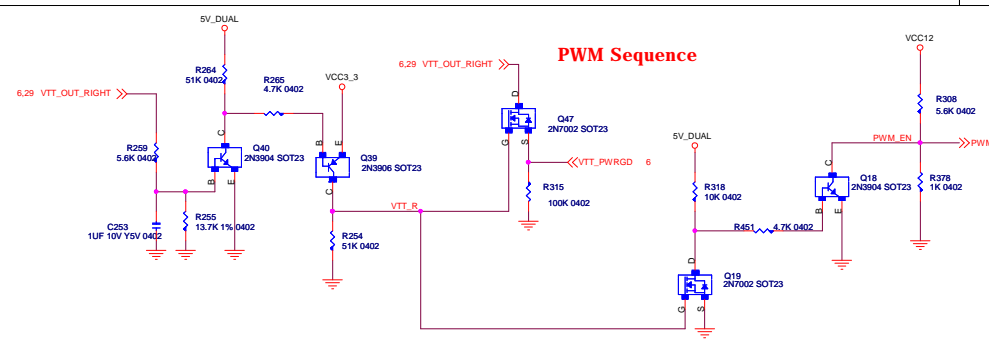 PWM Sequence
5V_DUAL
R264
51K 0402
R265
4.7K 0402
VCC3_3
6,29 VTT_OUT_RIGHT
6,29 VTT_OUT_RIGHT
VCC12
R308
5.6K 0402
D
Q47
2N7002 SOT23
G
S
R259
5.6K 0402
C
Q40
2N3904 SOT23
B
E
B
E
Q39
2N3906 SOT23
C
5V_DUAL
PWM_EN
PWM
VTT_PWRGD 6
R315
100K 0402
R318
10K 0402
C
Q18
2N3904 SOT23
B
E
R378
1K 0402
C253
1UF 10V Y5V 0402
R255
13.7K 1% 0402
VTT_R
R254
51K 0402
R451
4.7K 0402
D
Q19
2N7002 SOT23
G
S